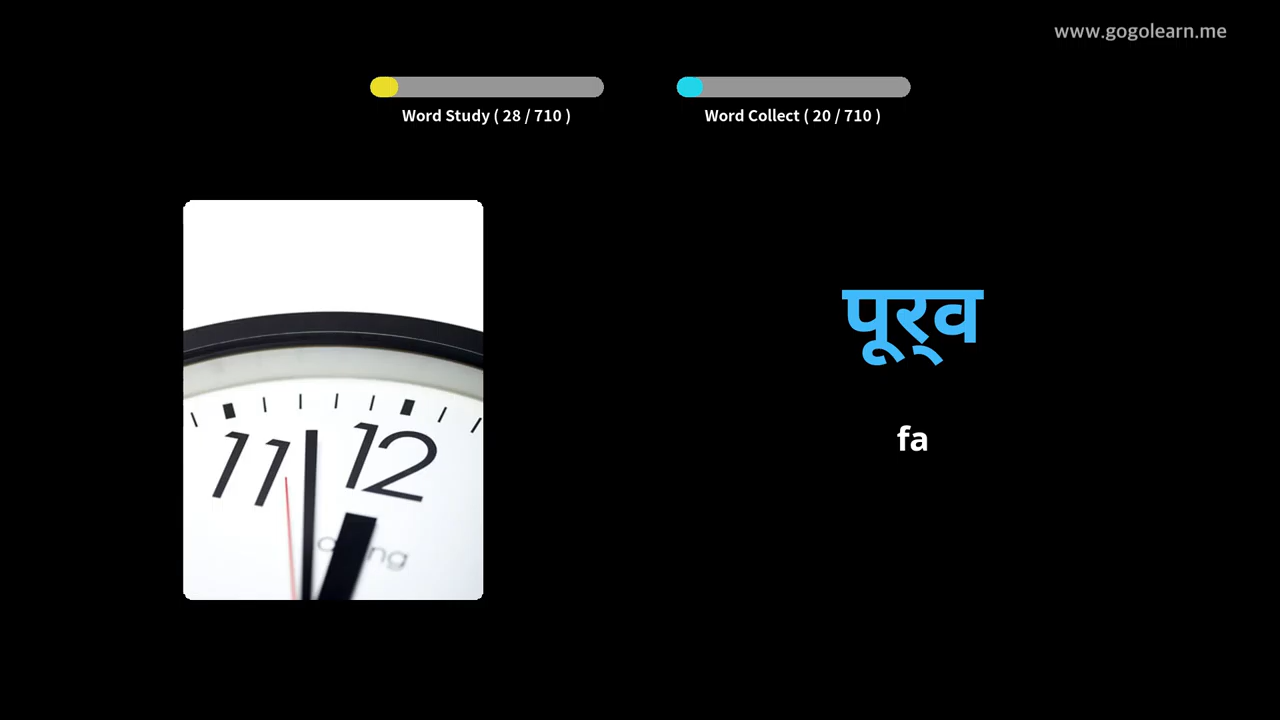 www.gogolearn.me
Word Study ( 28 / 710 )
Word Collect ( 20 / 710 )
पूर्‌व
fa
11 12